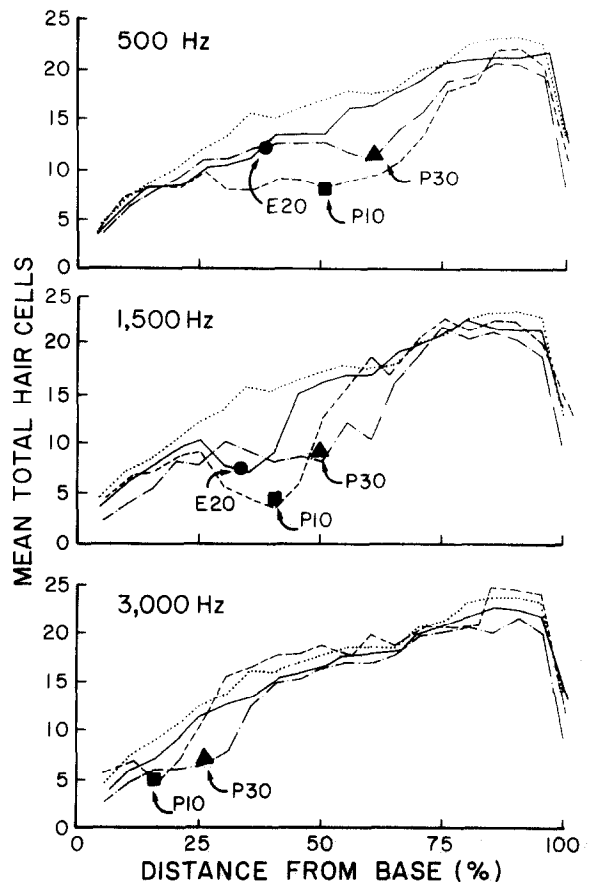 MEAN TOTAL HAIR CELLS
500 Hz
25
20
15
10
5
0
E20
P10
P30
1,500 Hz
25
20
15
10
5
0
E20
P10
P30
3,000 Hz
25
20
15
10
5
0
P10
P30
0 25 50 75 100
DISTANCE FROM BASE (%)